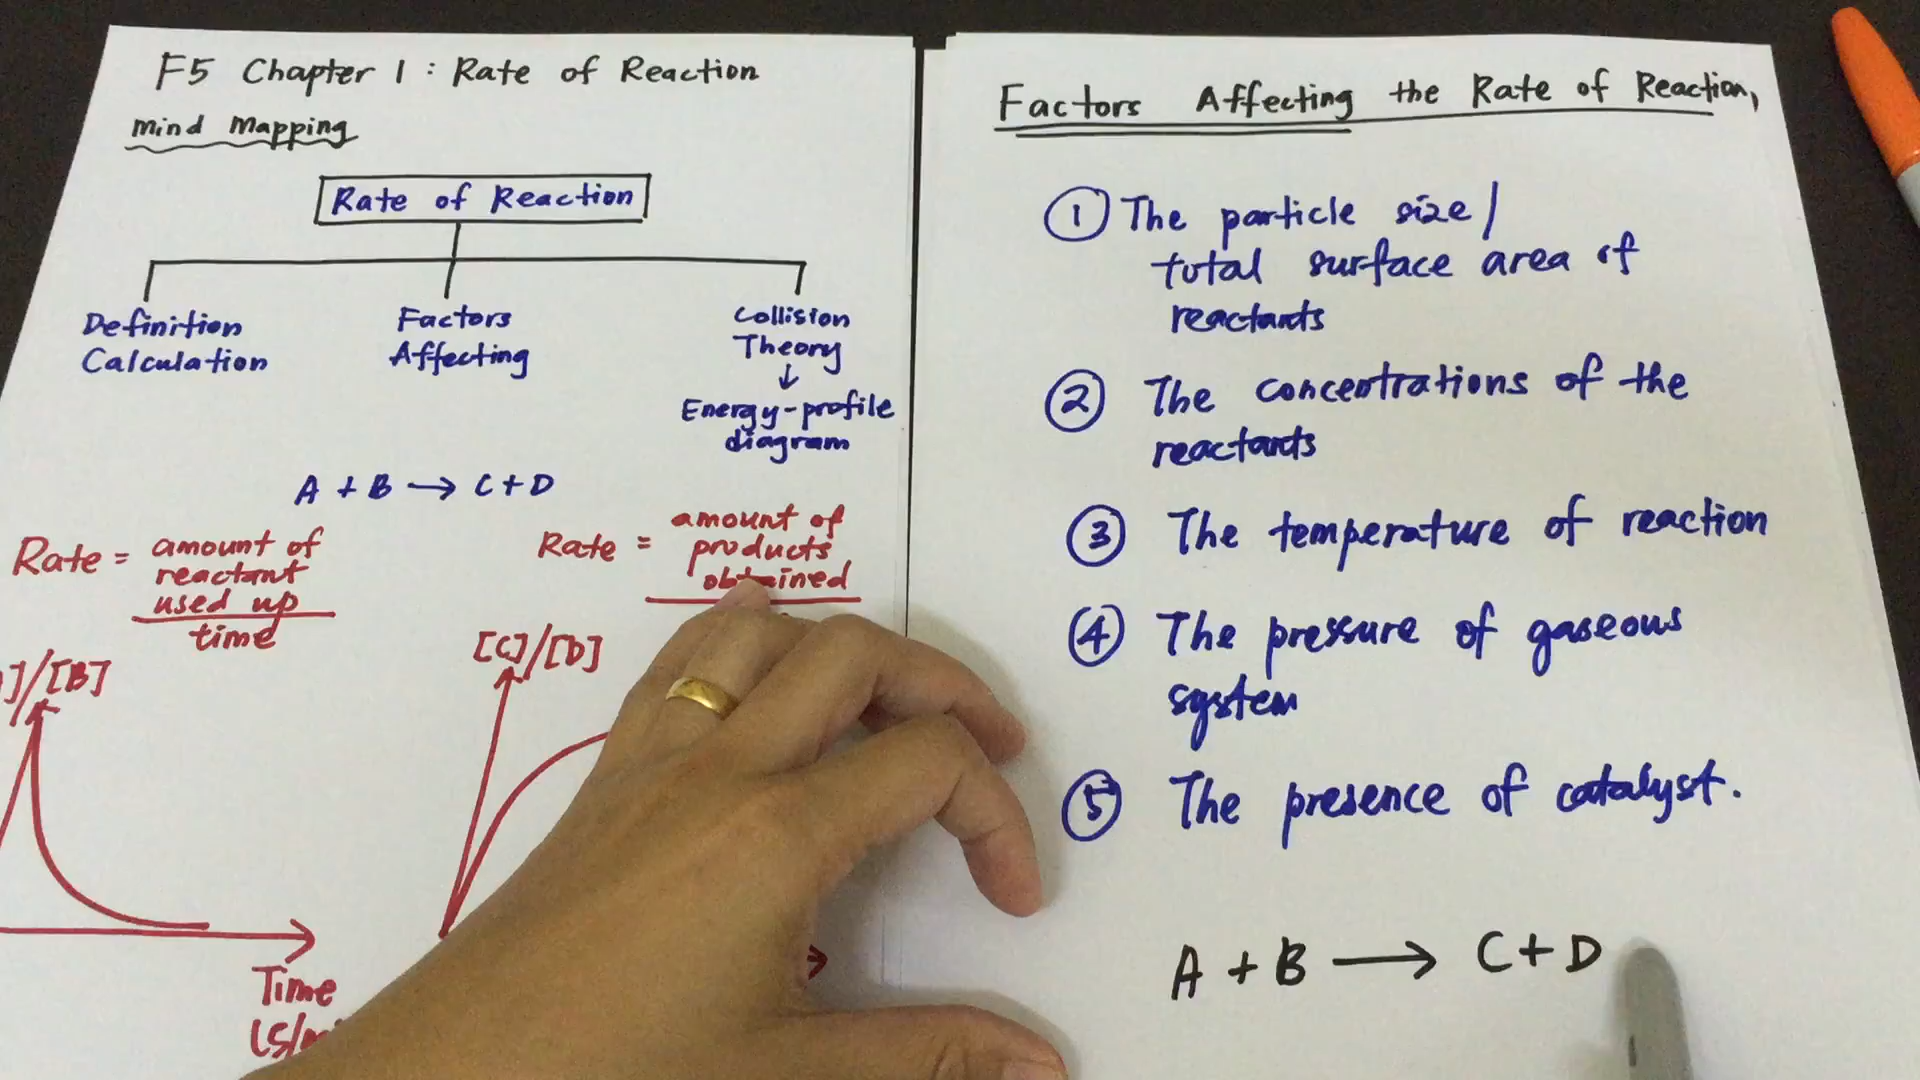 F5 Chapter 1 : Rate of Reaction
mind mapping
Rate of Reaction
Definition
Calculation
Factors
Affecting
Collision
Theory
↓
Energy-profile
diagram
A + B → C + D
Rate = amount of
reactant
used up
time
Rate = amount of
products
obtained
]/[B]
Time
[C]/[D]
Factors Affecting the Rate of Reaction,
① The particle size/
total surface area of
reactants
② The concentrations of the
reactants
③ The temperature of reaction
④ The pressure of gaseous
system
⑤ The presence of catalyst.
A + B → C + D